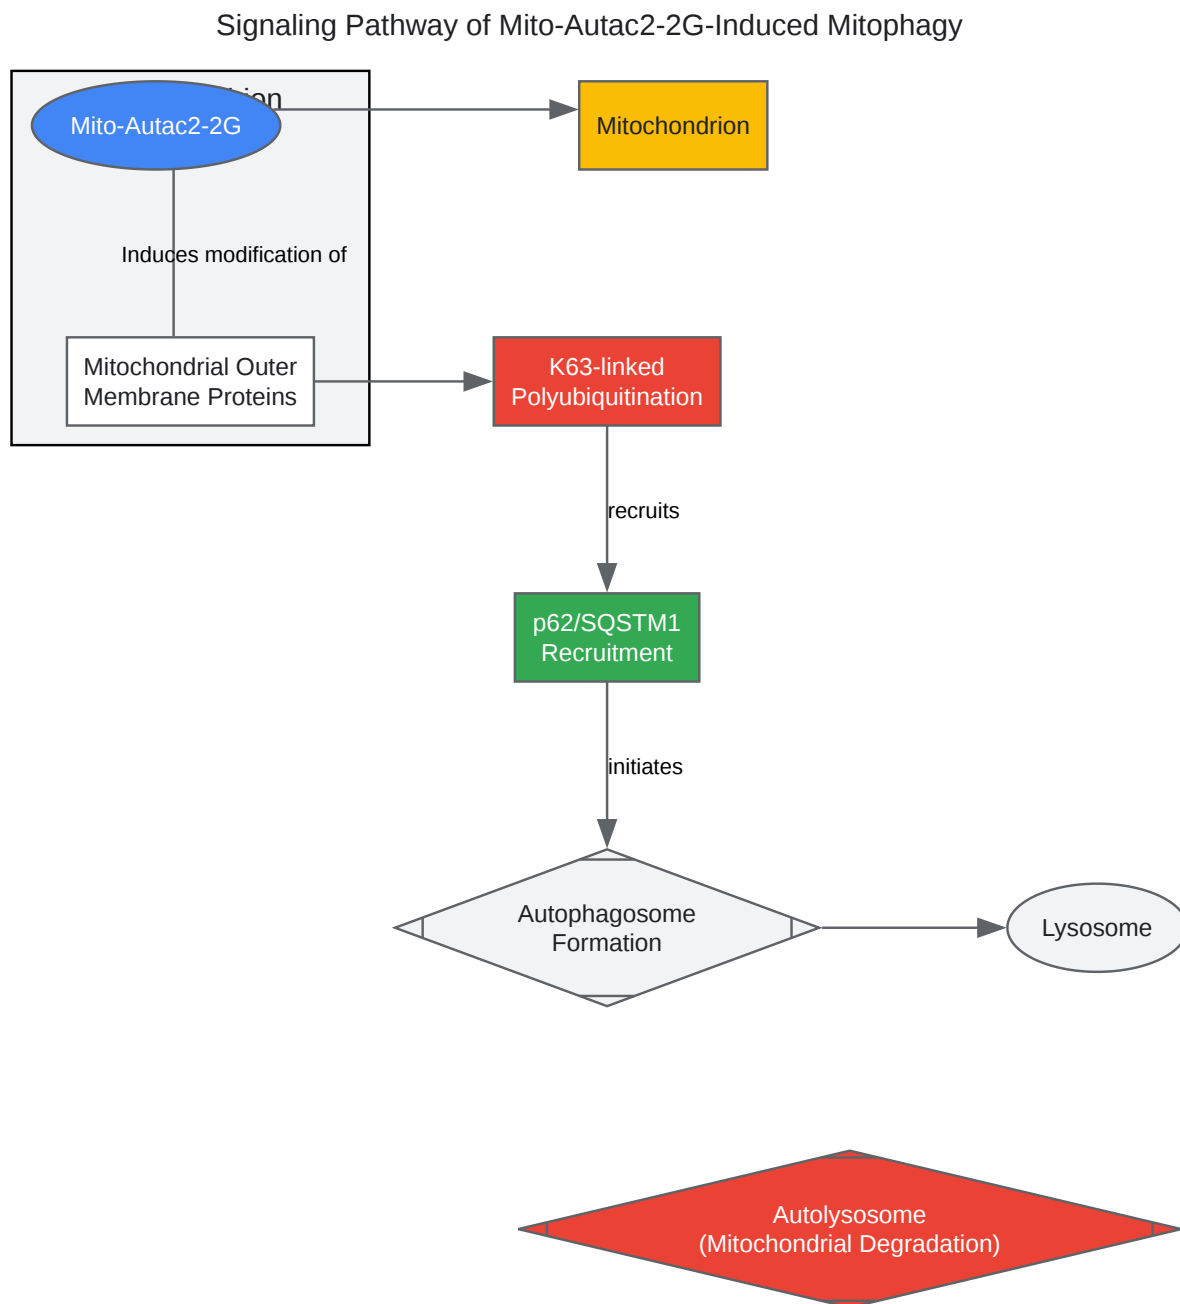 Signaling Pathway of Mito-Autac2-2G-Induced Mitophagy
Mito-Autac2-2G
Mitochondrion
Induces modification of
Mitochondrial Outer
Membrane Proteins
K63-linked
Polyubiquitination
recruits
p62/SQSTM1
Recruitment
initiates
Autophagosome
Formation
Lysosome
Autolysosome
(Mitochondrial Degradation)